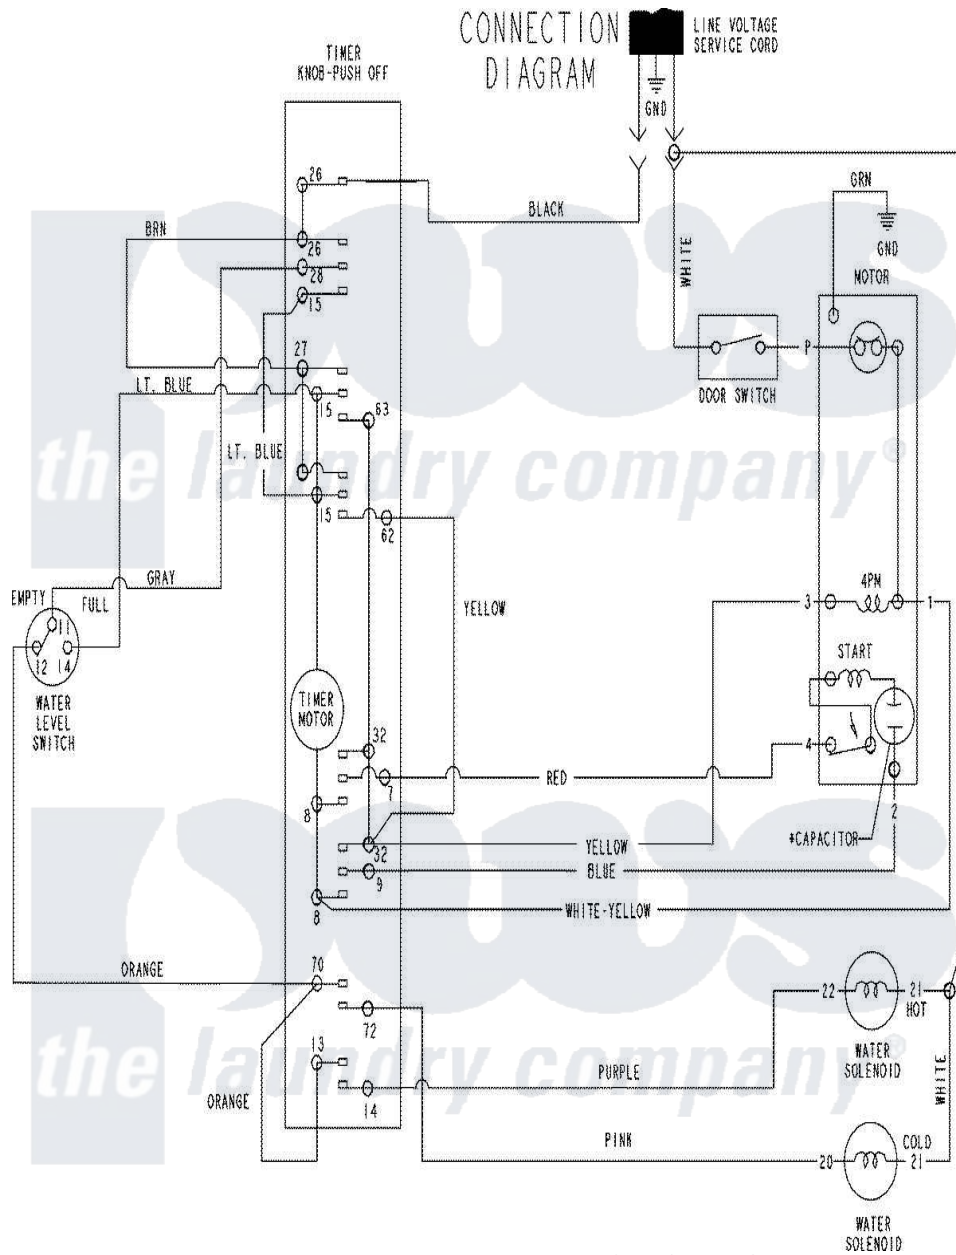 CONNECTION
DIAGRAM
LINE VOLTAGE
SERVICE CORD
TIMER
KNOB-PUSH OFF
GND
26
BLACK
GRN
GND
BRN
26
28
15
WHITE
MOTOR
27
P
LT. BLUE
15
63
DOOR SWITCH
LT. BLUE
the laundry company®
15
62
GRAY
EMPTY
FULL
YELLOW
4PM
3
1
11
12
14
START
WATER
LEVEL
SWITCH
TIMER
MOTOR
32
4
RED
7
8
2
*CAPACITOR
32
YELLOW
BLUE
9
8
WHITE-YELLOW
ORANGE
70
22
21
HOT
72
WATER
SOLENOID
the laundry company®
13
PURPLE
WHITE
ORANGE
14
PINK
COLD
20
21
WATER
SOLENOID